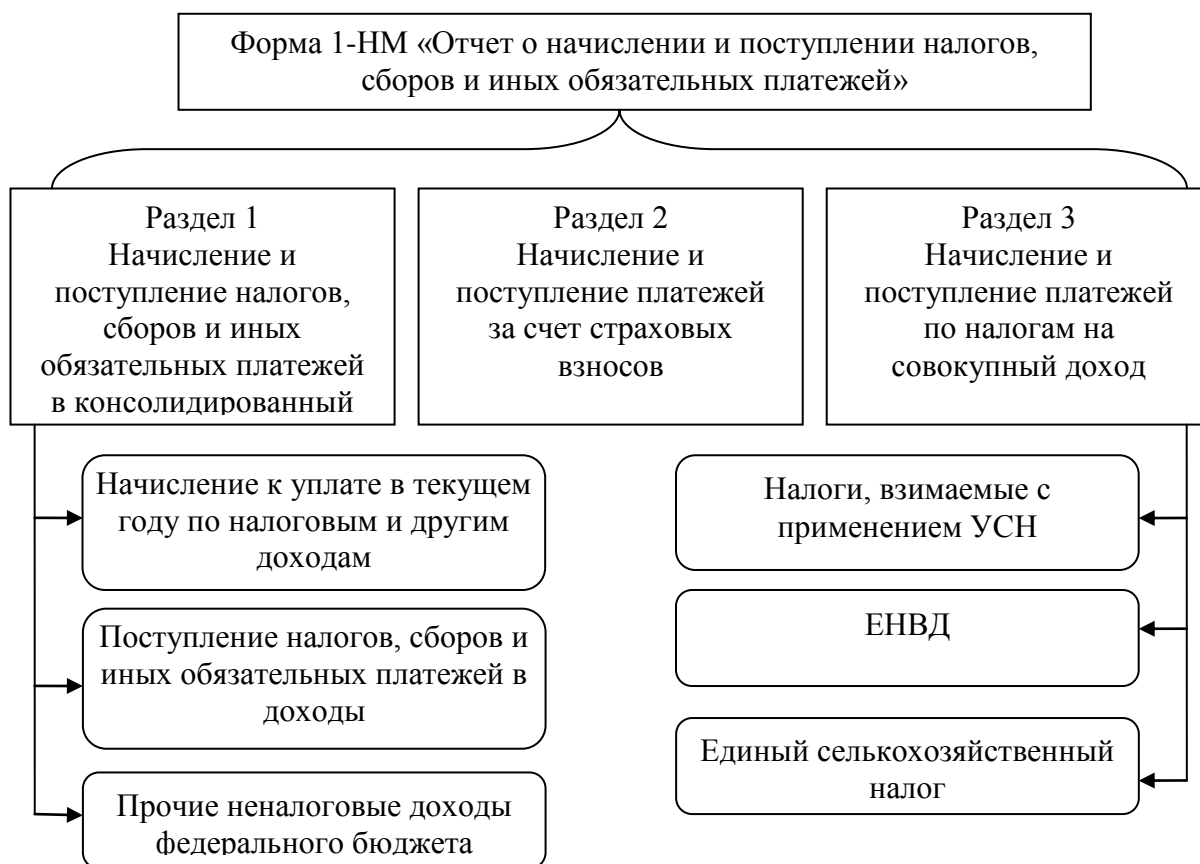 Форма 1-НМ «Отчет о начислении и поступлении налогов,
сборов и иных обязательных платежей»
Раздел 1
Начисление и
поступление налогов,
сборов и иных
обязательных платежей
в консолидированный
Раздел 2
Начисление и
поступление платежей
за счет страховых
взносов
Раздел 3
Начисление и
поступление платежей
по налогам на
совокупный доход
Начисление к уплате в текущем
году по налоговым и другим
доходам
Поступление налогов, сборов и
иных обязательных платежей в
доходы
Прочие неналоговые доходы
федерального бюджета
Налоги, взимаемые с
применением УСН
ЕНВД
Единый селькохозяйственный
налог